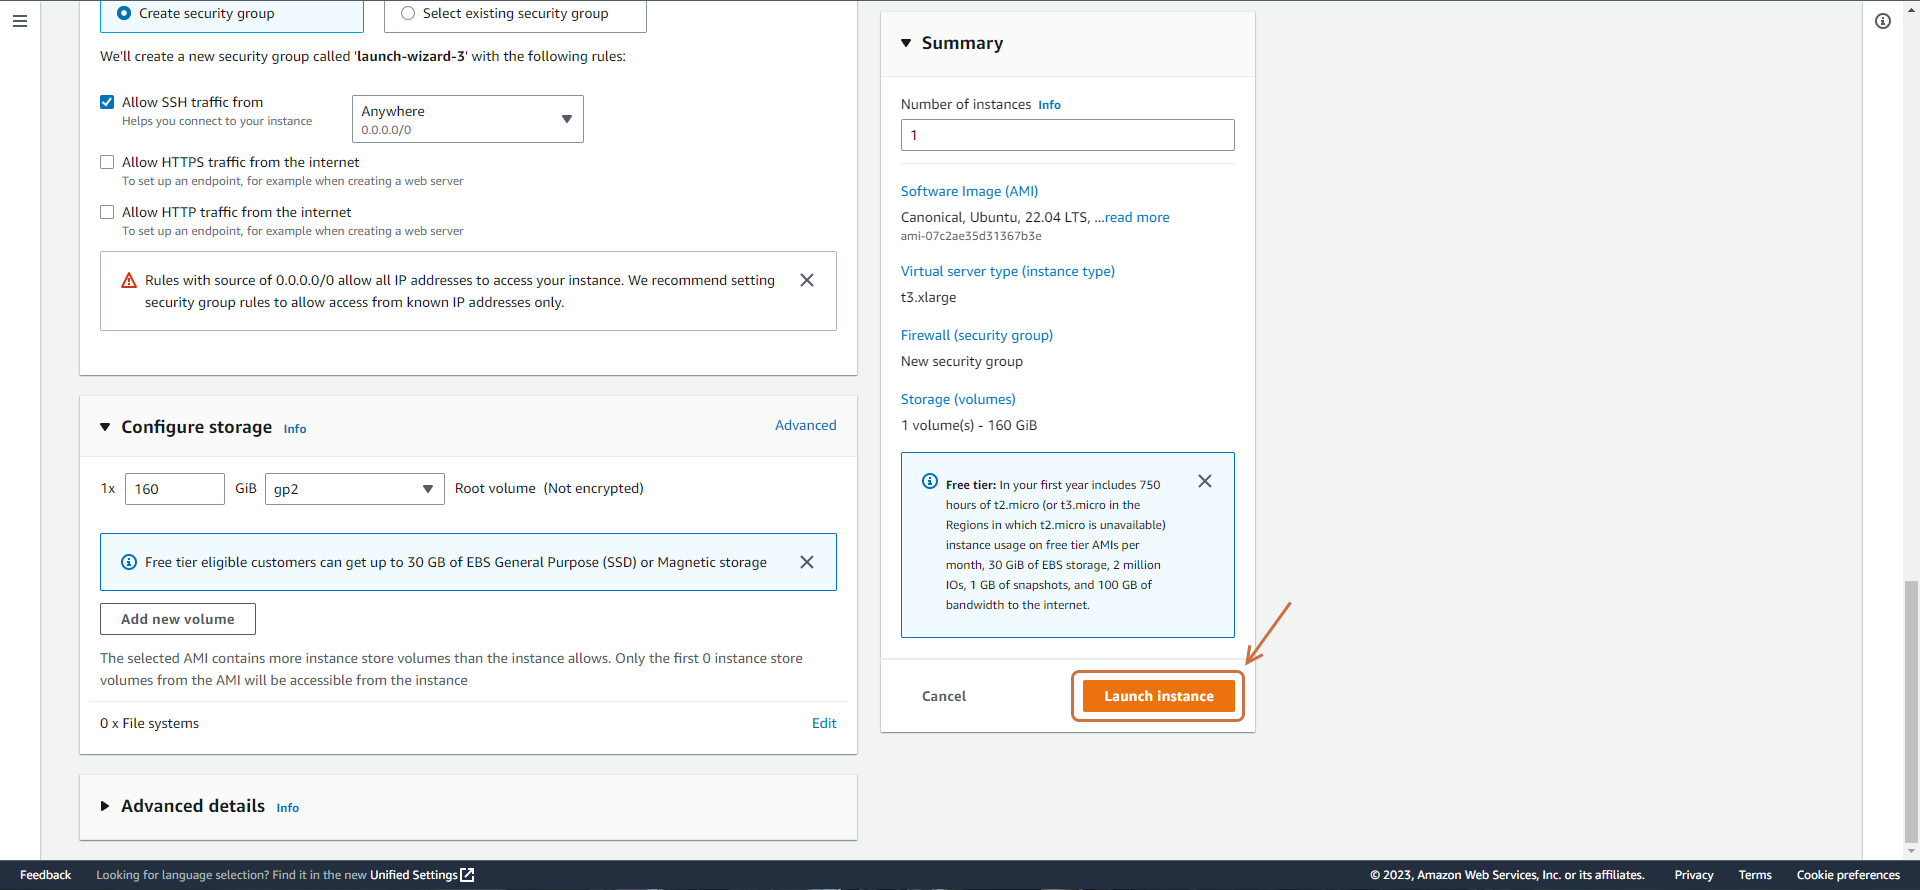 Create security group
Select existing security group
We'll create a new security group called 'launch-wizard-3' with the following rules:
Allow SSH traffic from
Helps you connect to your instance
Anywhere
0.0.0.0/0
Allow HTTPS traffic from the internet
To set up an endpoint, for example when creating a web server
Allow HTTP traffic from the internet
To set up an endpoint, for example when creating a web server
Rules with source of 0.0.0.0/0 allow all IP addresses to access your instance. We recommend setting
security group rules to allow access from known IP addresses only.
Configure storage Info
Advanced
1x 160 GiB gp2 Root volume (Not encrypted)
Free tier eligible customers can get up to 30 GB of EBS General Purpose (SSD) or Magnetic storage
Add new volume
The selected AMI contains more instance store volumes than the instance allows. Only the first 0 instance store
volumes from the AMI will be accessible from the instance
0 x File systems
Edit
Advanced details Info
Summary
Number of instances Info
1
Software Image (AMI)
Canonical, Ubuntu, 22.04 LTS, ...read more
ami-07c2ae35d31367b3e
Virtual server type (instance type)
t3.xlarge
Firewall (security group)
New security group
Storage (volumes)
1 volume(s) - 160 GiB
Free tier: In your first year includes 750
hours of t2.micro (or t3.micro in the
Regions in which t2.micro is unavailable)
instance usage on free tier AMIs per
month, 30 GiB of EBS storage, 2 million
IOs, 1 GB of snapshots, and 100 GB of
bandwidth to the internet.
Cancel
Launch instance
Feedback
Looking for language selection? Find it in the new Unified Settings
© 2023, Amazon Web Services, Inc. or its affiliates.
Privacy
Terms
Cookie preferences